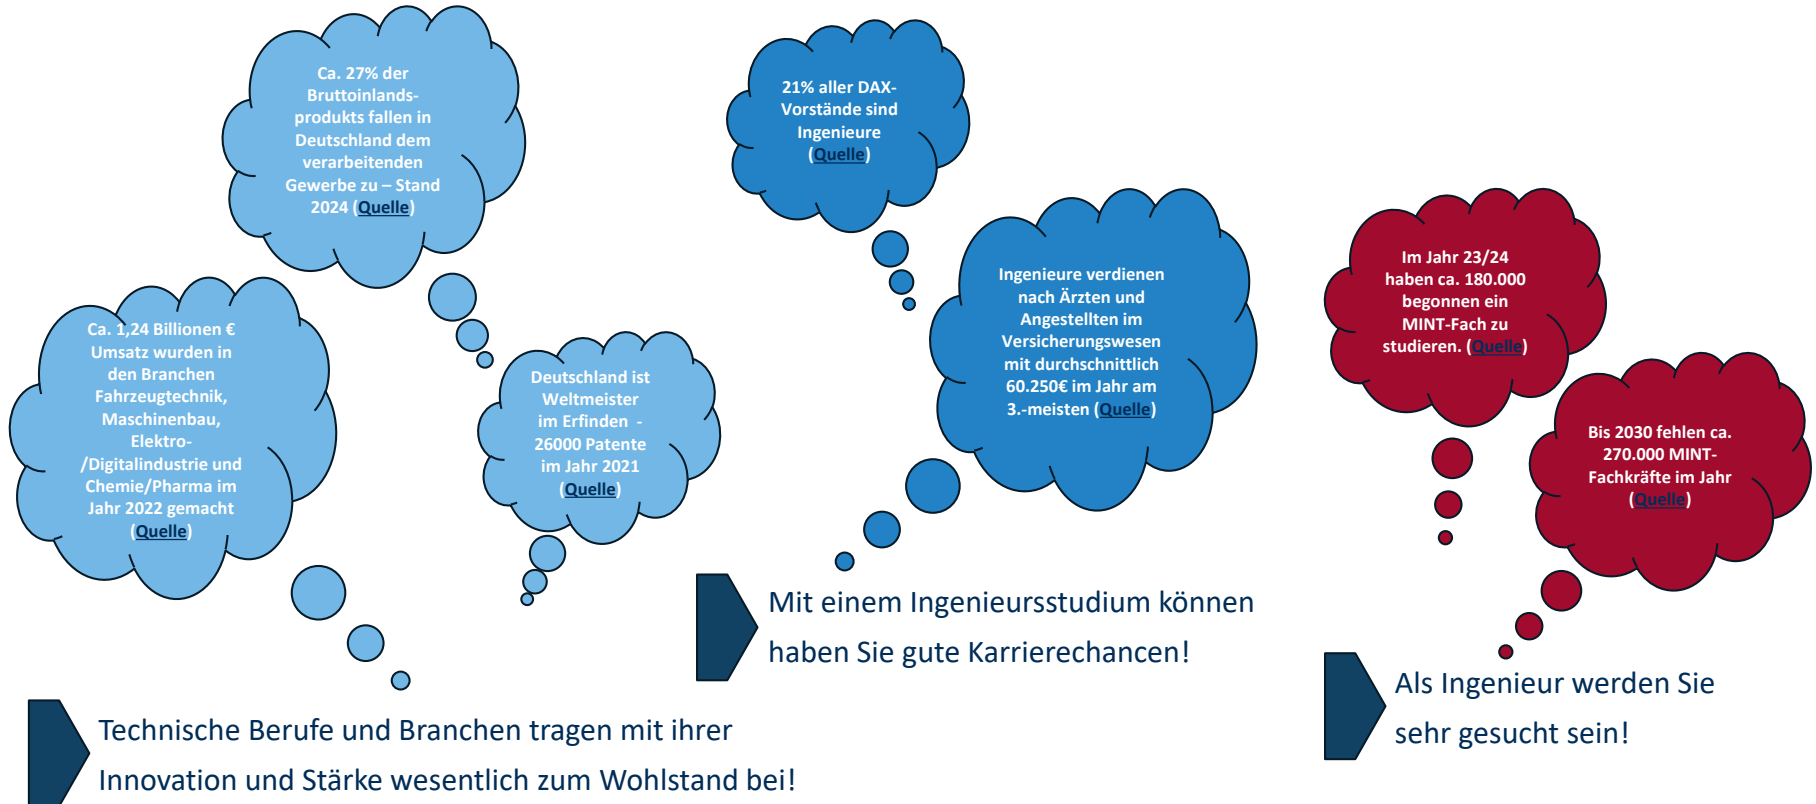 Ca. 27% der
Bruttoinlands-
produkts fallen in
Deutschland dem
verarbeitenden
Gewerbe zu – Stand
2024 (Quelle)
Ca. 1,24 Billionen €
Umsatz wurden in
den Branchen
Fahrzeugtechnik,
Maschinenbau,
Elektro-
/Digitalindustrie und
Chemie/Pharma im
Jahr 2022 gemacht
(Quelle)
Deutschland ist
Weltmeister
im Erfinden -
26000 Patente
im Jahr 2021
(Quelle)
Technische Berufe und Branchen tragen mit ihrer
Innovation und Stärke wesentlich zum Wohlstand bei!
21% aller DAX-
Vorstände sind
Ingenieure
(Quelle)
Ingenieure verdienen
nach Ärzten und
Angestellten im
Versicherungswesen
mit durchschnittlich
60.250€ im Jahr am
3.-meisten (Quelle)
Mit einem Ingenieursstudium können
haben Sie gute Karrierechancen!
Im Jahr 23/24
haben ca. 180.000
begonnen ein
MINT-Fach zu
studieren. (Quelle)
Bis 2030 fehlen ca.
270.000 MINT-
Fachkräfte im Jahr
(Quelle)
Als Ingenieur werden Sie
sehr gesucht sein!